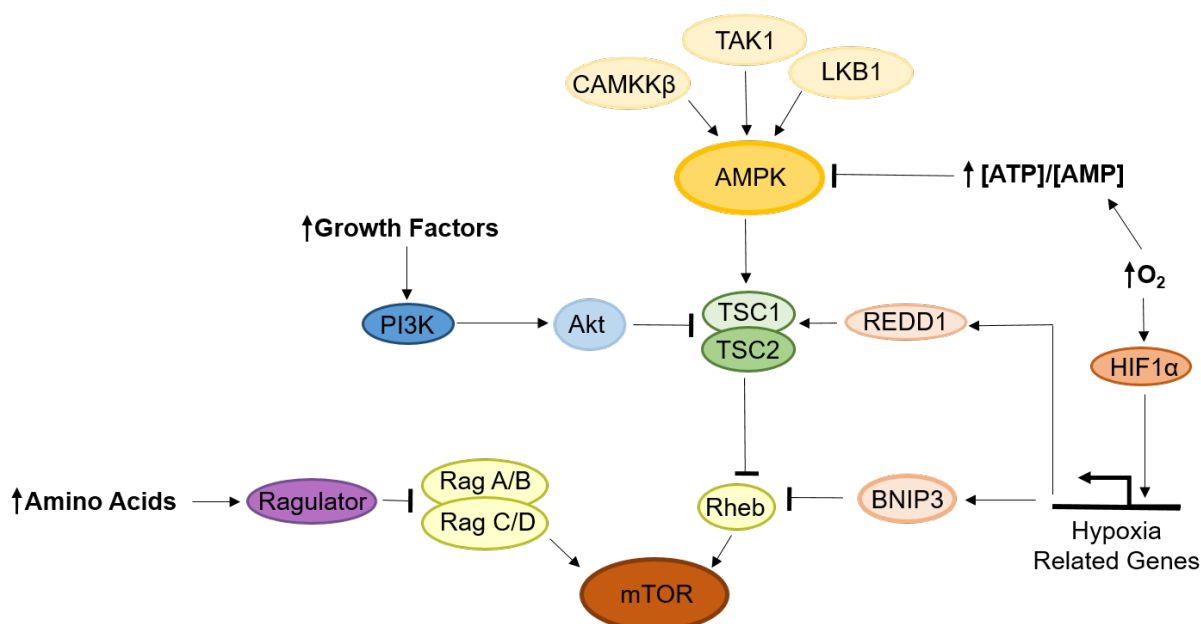 TAK1
CAMKKβ
LKB1
AMPK
↑ [ATP]/[AMP]
↑Growth Factors
↑O₂
PI3K
Akt
TSC1
TSC2
REDD1
HIF1α
↑Amino Acids
Ragulator
Rag A/B
Rag C/D
Rheb
BNIP3
Hypoxia
Related Genes
mTOR